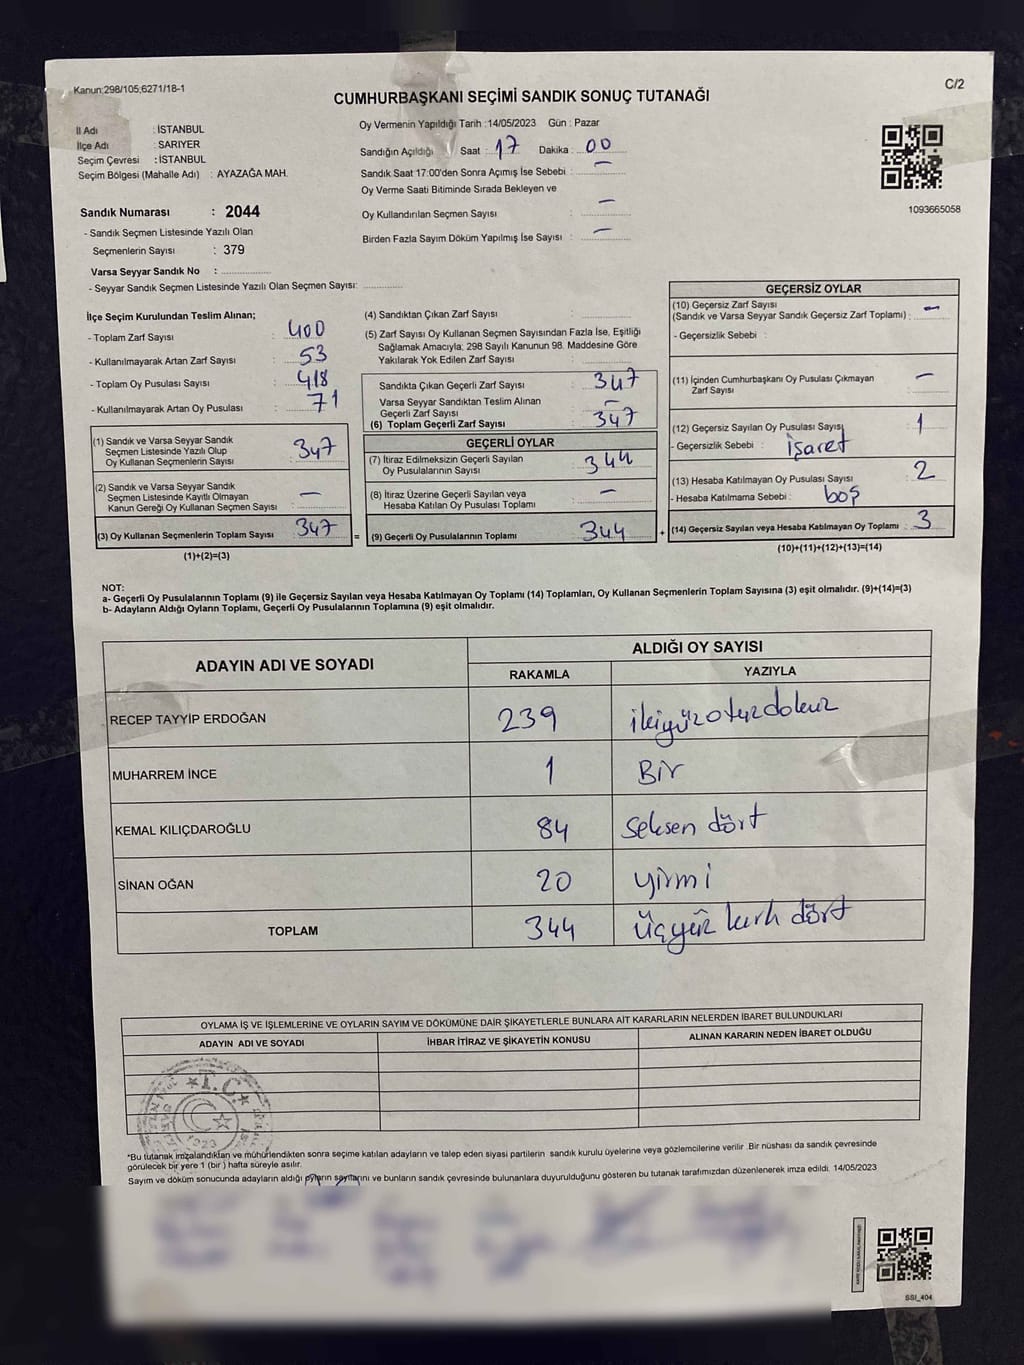 Kanun:298/105;6271/18-1
C/2
CUMHURBAŞKANI SEÇİMİ SANDIK SONUÇ TUTANAĞI
İl Adı : İSTANBUL
İlçe Adı : SARIYER
Seçim Çevresi : İSTANBUL
Seçim Bölgesi (Mahalle Adı) : AYAZAĞA MAH.
Sandık Numarası : 2044
- Sandık Seçmen Listesinde Yazılı Olan
Seçmenlerin Sayısı : 379
Varsa Seyyar Sandık No :
- Seyyar Sandık Seçmen Listesinde Yazılı Olan Seçmen Sayısı:
Oy Vermenin Yapıldığı Tarih :14/05/2023 Gün : Pazar
Sandığın Açıldığı Saat : 17 Dakika : 00
Sandık Saat 17:00'den Sonra Açımış İse Sebebi : -
Oy Verme Saati Bitiminde Sırada Bekleyen ve
Oy Kullandırılan Seçmen Sayısı : -
Birden Fazla Sayım Döküm Yapılmış İse Sayısı : -
1093665058
İlçe Seçim Kurulundan Teslim Alınan;
- Toplam Zarf Sayısı : 400
- Kullanılmayarak Artan Zarf Sayısı : 53
- Toplam Oy Pusulası Sayısı : 418
- Kullanılmayarak Artan Oy Pusulası : 71
(1) Sandık ve Varsa Seyyar Sandık
Seçmen Listesinde Yazılı Olup
Oy Kullanan Seçmenlerin Sayısı : 347
(2) Sandık ve Varsa Seyyar Sandık
Seçmen Listesinde Kayıtlı Olmayan
Kanun Gereği Oy Kullanan Seçmen Sayısı : -
(3) Oy Kullanan Seçmenlerin Toplam Sayısı : 347
(1)+(2)=(3)
(4) Sandıktan Çıkan Zarf Sayısı :
(5) Zarf Sayısı Oy Kullanan Seçmen Sayısından Fazla İse, Eşitliği
Sağlamak Amacıyla; 298 Sayılı Kanunun 98. Maddesine Göre
Yakılarak Yok Edilen Zarf Sayısı :
Sandıkta Çıkan Geçerli Zarf Sayısı : 347
Varsa Seyyar Sandıktan Teslim Alınan
Geçerli Zarf Sayısı : -
(6) Toplam Geçerli Zarf Sayısı : 347
GEÇERLİ OYLAR
(7) İtiraz Edilmeksizin Geçerli Sayılan
Oy Pusulalarının Sayısı : 344
(8) İtiraz Üzerine Geçerli Sayılan veya
Hesaba Katılan Oy Pusulası Toplamı : -
= (9) Geçerli Oy Pusulalarının Toplamı : 344 +
GEÇERSİZ OYLAR
(10) Geçersiz Zarf Sayısı
(Sandık ve Varsa Seyyar Sandık Geçersiz Zarf Toplamı) : -
- Geçersizlik Sebebi :
(11) İçinden Cumhurbaşkanı Oy Pusulası Çıkmayan
Zarf Sayısı : -
(12) Geçersiz Sayılan Oy Pusulası Sayısı : 1
- Geçersizlik Sebebi : işaret
(13) Hesaba Katılmayan Oy Pusulası Sayısı : 2
- Hesaba Katılmama Sebebi : boş
(14) Geçersiz Sayılan veya Hesaba Katılmayan Oy Toplamı : 3
(10)+(11)+(12)+(13)=(14)
NOT:
a- Geçerli Oy Pusulalarının Toplamı (9) ile Geçersiz Sayılan veya Hesaba Katılmayan Oy Toplamı (14) Toplamları, Oy Kullanan Seçmenlerin Toplam Sayısına (3) eşit olmalıdır. (9)+(14)=(3)
b- Adayların Aldığı Oyların Toplamı, Geçerli Oy Pusulalarının Toplamına (9) eşit olmalıdır.
ADAYIN ADI VE SOYADI
ALDIĞI OY SAYISI
RAKAMLA YAZIYLA
RECEP TAYYİP ERDOĞAN 239 ikiyüzotuzdokuz
MUHARREM İNCE 1 Bir
KEMAL KILIÇDAROĞLU 84 seksen dört
SİNAN OĞAN 20 yirmi
TOPLAM 344 Üçyüz kırk dört
OYLAMA İŞ VE İŞLEMLERİNE VE OYLARIN SAYIM VE DÖKÜMÜNE DAİR ŞİKAYETLERLE BUNLARA AİT KARARLARIN NELERDEN İBARET BULUNDUKLARI
ADAYIN ADI VE SOYADI İHBAR İTİRAZ VE ŞİKAYETİN KONUSU ALINAN KARARIN NEDEN İBARET OLDUĞU
T.C.
1923
*Bu tutanak imzalandıktan ve mühürlendikten sonra seçime katılan adayların ve talep eden siyasi partilerin sandık kurulu üyelerine veya gözlemcilerine verilir .Bir nüshası da sandık çevresinde
görülecek bir yere 1 (bir ) hafta süreyle asılır.
Sayım ve döküm sonucunda adayların aldığı oyların sayılarını ve bunların sandık çevresinde bulunanlara duyurulduğunu gösteren bu tutanak tarafımızdan düzenlenerek imza edildi. 14/05/2023
SSI_404